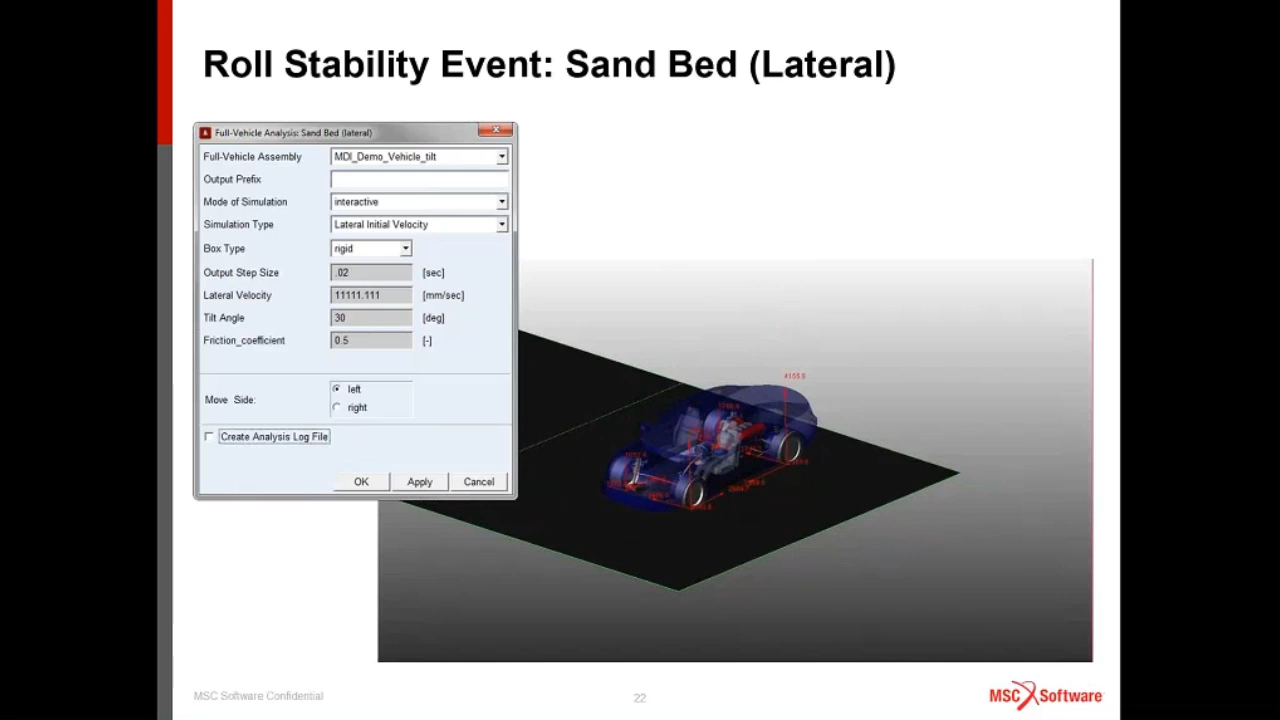 Roll Stability Event: Sand Bed (Lateral)
Full-Vehicle Analysis: Sand Bed (lateral)
Full-Vehicle Assembly MDI_Demo_Vehicle_tilt
Output Prefix
Mode of Simulation interactive
Simulation Type Lateral Initial Velocity
Box Type rigid
Output Step Size .02 [sec]
Lateral Velocity 11111.111 [mm/sec]
Tilt Angle 30 [deg]
Friction_coefficient 0.5 [-]
Move Side: left
right
Create Analysis Log File
OK Apply Cancel
MSC Software Confidential
22
MSC Software